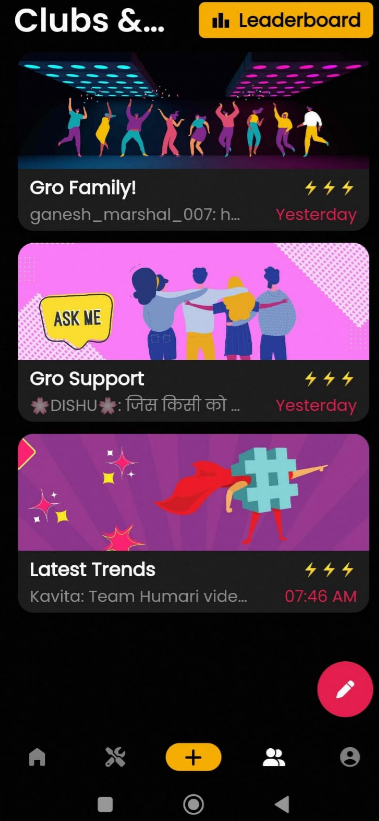 Clubs &...
Leaderboard
Gro Family!
ganesh_marshal_007: h...
Yesterday
ASK ME
Gro Support
🌸DISHU🌸: जिस किसी को ...
Yesterday
Latest Trends
Kavita: Team Humari vide...
07:46 AM